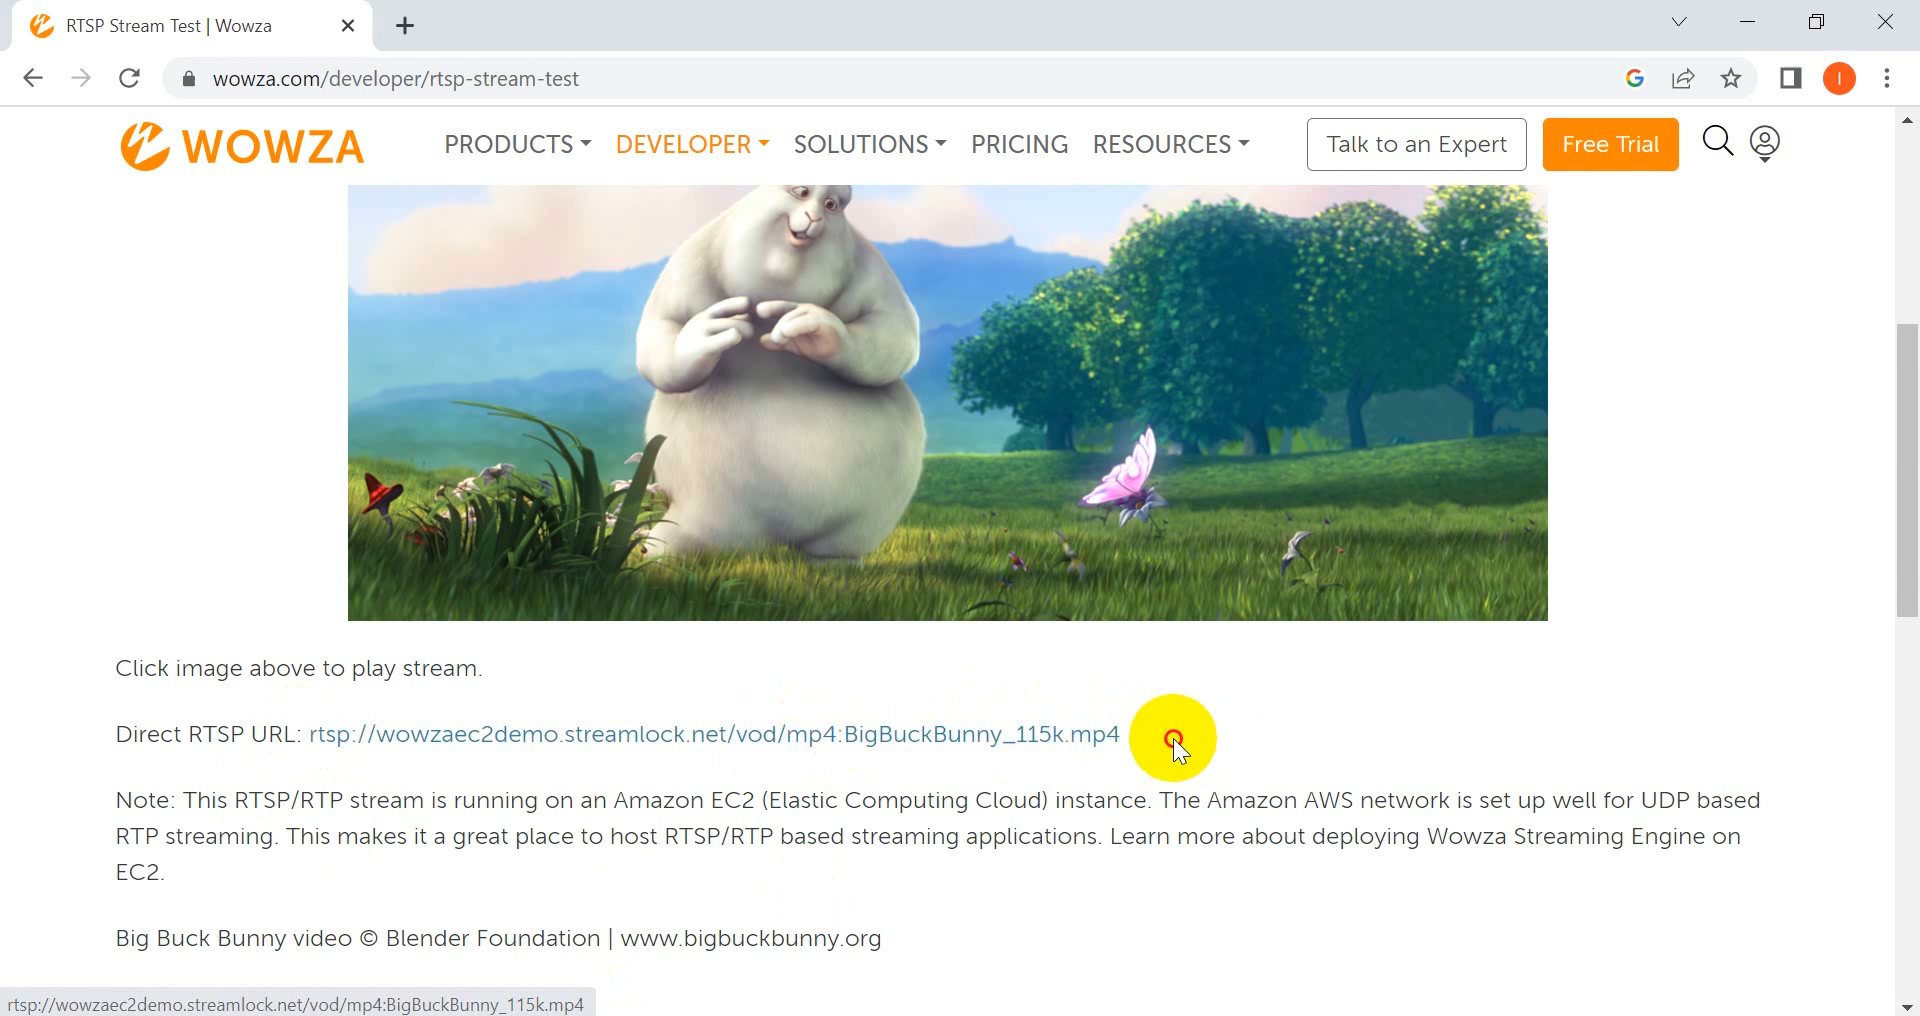 RTSP Stream Test | Wowza
wowza.com/developer/rtsp-stream-test
I
WOWZA PRODUCTS DEVELOPER SOLUTIONS PRICING RESOURCES Talk to an Expert Free Trial
Click image above to play stream.
Direct RTSP URL: rtsp://wowzaec2demo.streamlock.net/vod/mp4:BigBuckBunny_115k.mp4
Note: This RTSP/RTP stream is running on an Amazon EC2 (Elastic Computing Cloud) instance. The Amazon AWS network is set up well for UDP based
RTP streaming. This makes it a great place to host RTSP/RTP based streaming applications. Learn more about deploying Wowza Streaming Engine on
EC2.
Big Buck Bunny video © Blender Foundation | www.bigbuckbunny.org
rtsp://wowzaec2demo.streamlock.net/vod/mp4:BigBuckBunny_115k.mp4